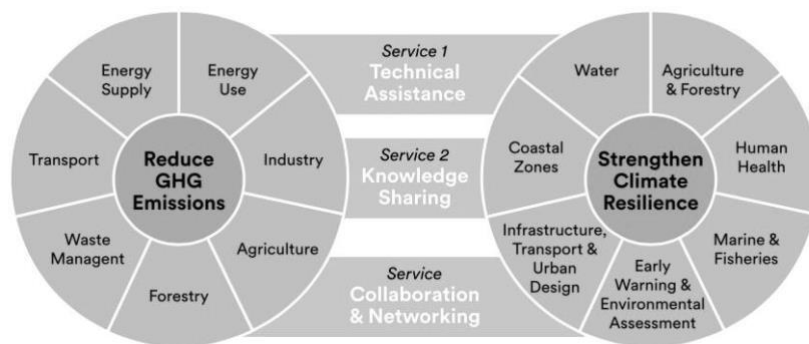 Energy
Supply
Energy
Use
Transport
Industry
Reduce
GHG
Emissions
Waste
Managent
Agriculture
Forestry
Service 1
Technical
Assistance
Service 2
Knowledge
Sharing
Service
Collaboration
& Networking
Water
Agriculture
& Forestry
Coastal
Zones
Human
Health
Strengthen
Climate
Resilience
Infrastructure,
Transport &
Urban
Design
Marine &
Fisheries
Early
Warning &
Environmental
Assessment